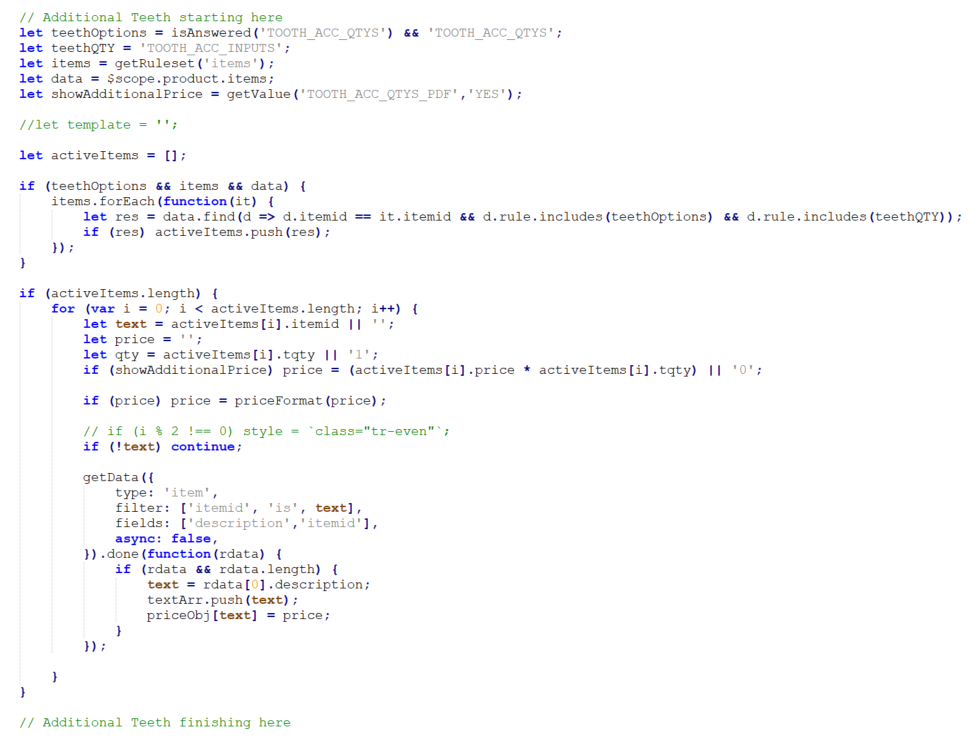 // Additional Teeth starting here
let teethOptions = isAnswered('TOOTH_ACC_QTYS') && 'TOOTH_ACC_QTYS';
let teethQTY = 'TOOTH_ACC_INPUTS';
let items = getRuleset('items');
let data = $scope.product.items;
let showAdditionalPrice = getValue('TOOTH_ACC_QTYS_PDF','YES');
//let template = '';
let activeItems = [];
if (teethOptions && items && data) {
items.forEach(function(it) {
let res = data.find(d => d.itemid == it.itemid && d.rule.includes(teethOptions) && d.rule.includes(teethQTY));
if (res) activeItems.push(res);
});
}
if (activeItems.length) {
for (var i = 0; i < activeItems.length; i++) {
let text = activeItems[i].itemid || '';
let price = '';
let qty = activeItems[i].tqty || '1';
if (showAdditionalPrice) price = (activeItems[i].price * activeItems[i].tqty) || '0';
if (price) price = priceFormat(price);
// if (i % 2 !== 0) style = `class="tr-even"`;
if (!text) continue;
getData({
type: 'item',
filter: ['itemid', 'is', text],
fields: ['description','itemid'],
async: false,
}).done(function(rdata) {
if (rdata && rdata.length) {
text = rdata[0].description;
textArr.push(text);
priceObj[text] = price;
}
});
}
}
// Additional Teeth finishing here